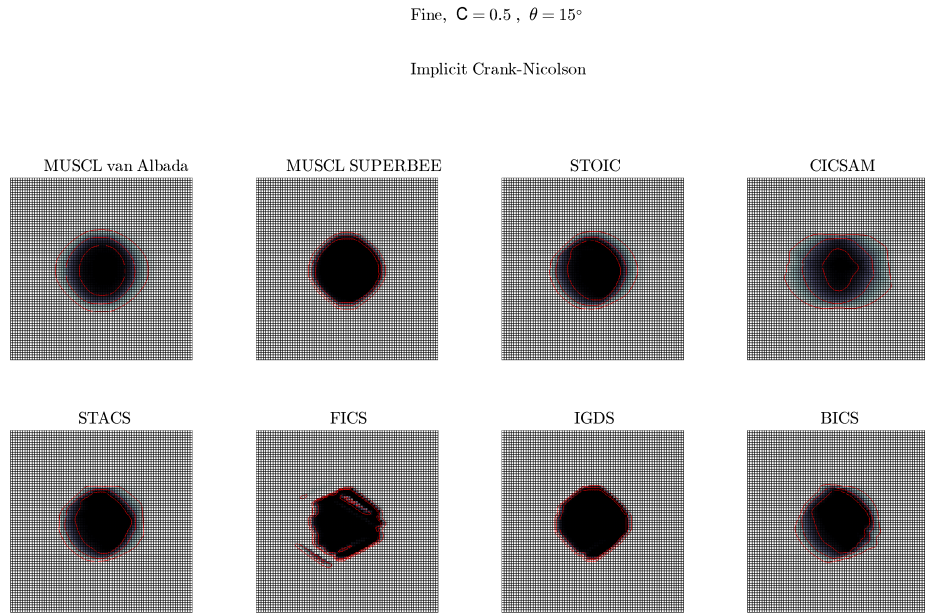 Fine, C = 0.5 , θ = 15°
Implicit Crank-Nicolson
MUSCL van Albada
MUSCL SUPERBEE
STOIC
CICSAM
STACS
FICS
IGDS
BICS